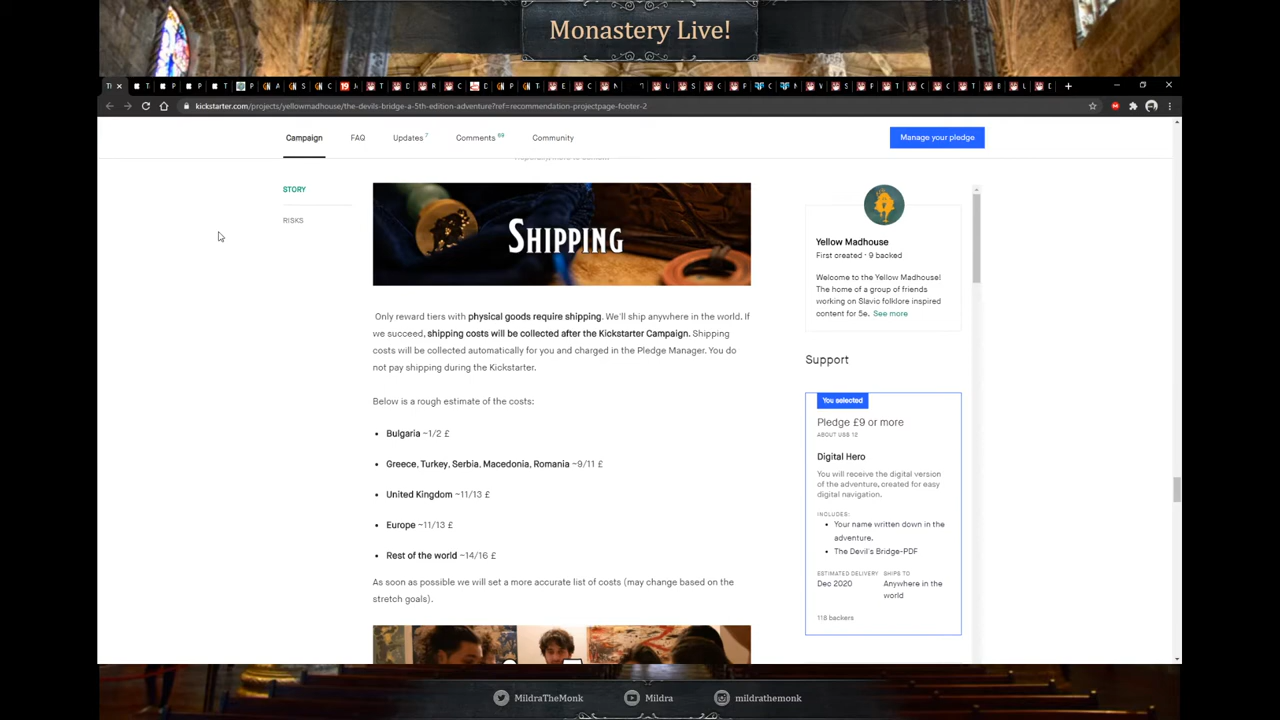 Monastery Live!
kickstarter.com/projects/yellowmadhouse/the-devils-bridge-a-5th-edition-adventure?ref=recommendation-projectpage-footer-2
Campaign FAQ Updates 7 Comments 69 Community
Manage your pledge
STORY
RISKS
SHIPPING
Only reward tiers with physical goods require shipping. We'll ship anywhere in the world. If
we succeed, shipping costs will be collected after the Kickstarter Campaign. Shipping
costs will be collected automatically for you and charged in the Pledge Manager. You do
not pay shipping during the Kickstarter.
Below is a rough estimate of the costs:
• Bulgaria ~1/2 £
• Greece, Turkey, Serbia, Macedonia, Romania ~9/11 £
• United Kingdom ~11/13 £
• Europe ~11/13 £
• Rest of the world ~14/16 £
As soon as possible we will set a more accurate list of costs (may change based on the
stretch goals).
Yellow Madhouse
First created · 9 backed
Welcome to the Yellow Madhouse!
The home of a group of friends
working on Slavic folklore inspired
content for 5e. See more
Support
You selected
Pledge £9 or more
ABOUT US$ 12
Digital Hero
You will receive the digital version
of the adventure, created for easy
digital navigation.
INCLUDES:
• Your name written down in the
adventure.
• The Devil's Bridge-PDF
ESTIMATED DELIVERY SHIPS TO
Dec 2020 Anywhere in the
world
118 backers
MildraTheMonk Mildra mildrathemonk